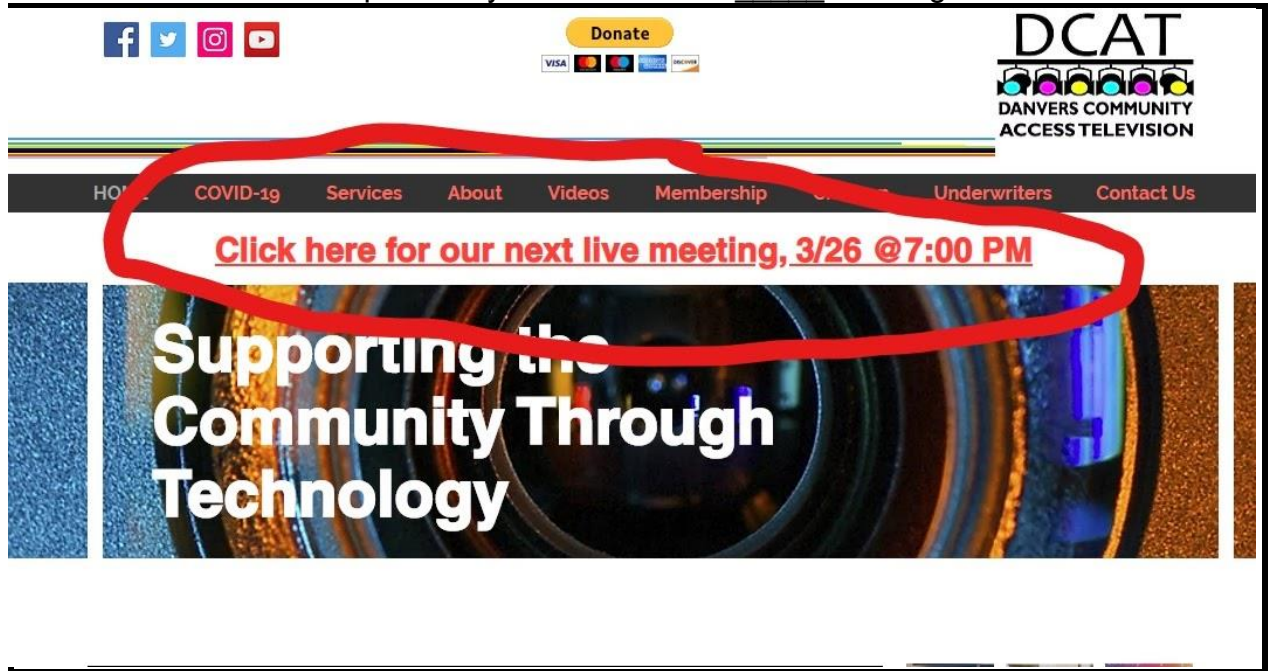 Donate
VISA
DCAT
DANVERS COMMUNITY
ACCESS TELEVISION
COVID-19 Services About Videos Membership Underwriters Contact Us
Click here for our next live meeting, 3/26 @7:00 PM
Supporting the
Community Through
Technology